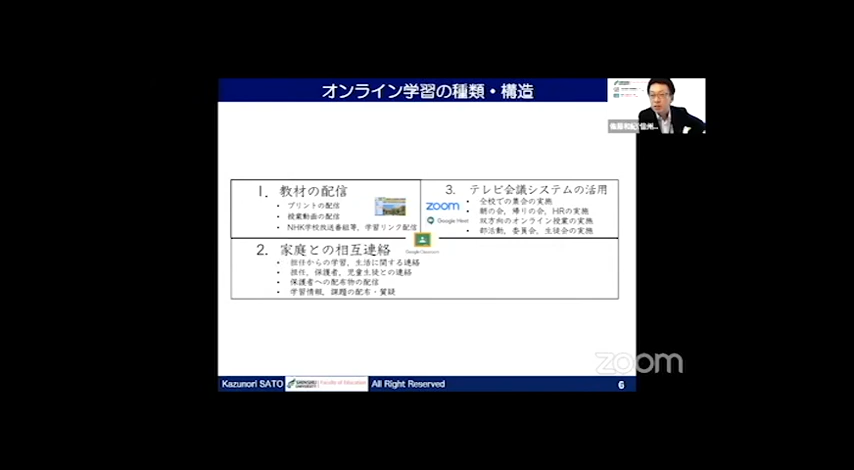 オンライン学習の種類・構造
1. 教材の配信
・ プリントの配信
・ 授業動画の配信
・ NHK学校放送番組等，学習リンク配信
3. テレビ会議システムの活用
・ 全校での集会の実施
・ 朝の会，帰りの会，HRの実施
・ 双方向のオンライン授業の実施
・ 部活動，委員会，生徒会の実施
zoom
Google Meet
Google Classroom
2. 家庭との相互連絡
・ 担任からの学習，生活に関する連絡
・ 担任，保護者，児童生徒との連絡
・ 保護者への配布物の配信
・ 学習情報，課題の配布・質疑
zoom
Kazumori SATO
SHINSHU UNIVERSITY
Faculty of Education
All Right Reserved
6